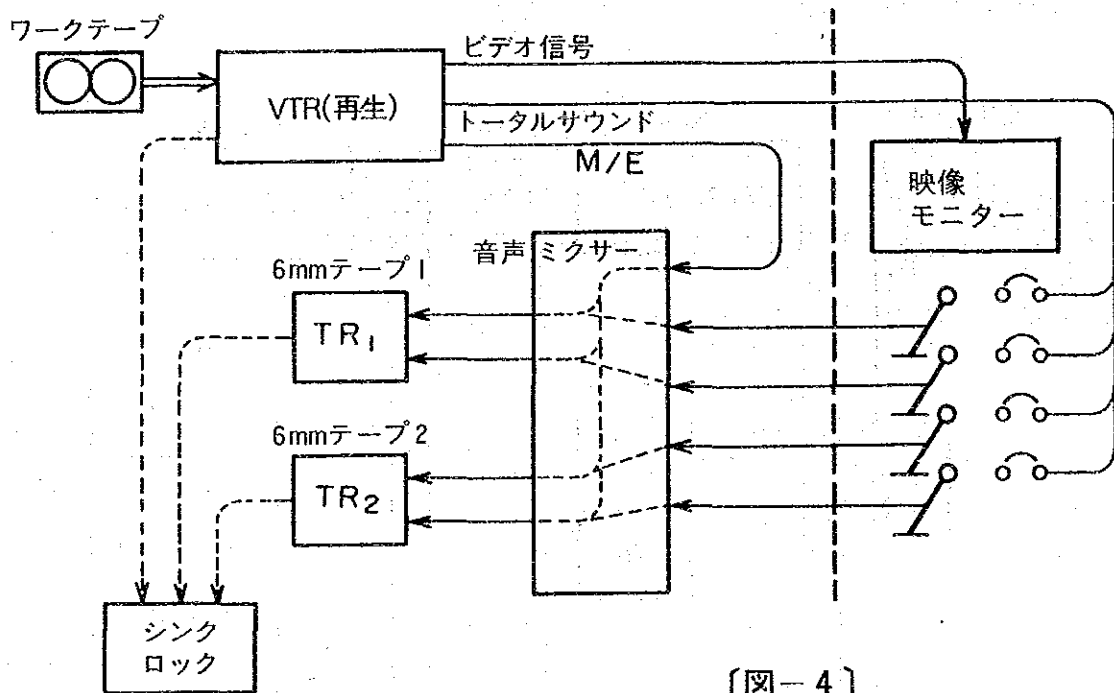 ワークテープ
ビデオ信号
VTR(再生)
トータルサウンド
M/E
映像
モニター
音声ミクサー
6mmテープ1
TR₁
6mmテープ2
TR₂
シンク
ロック
〔図−4〕